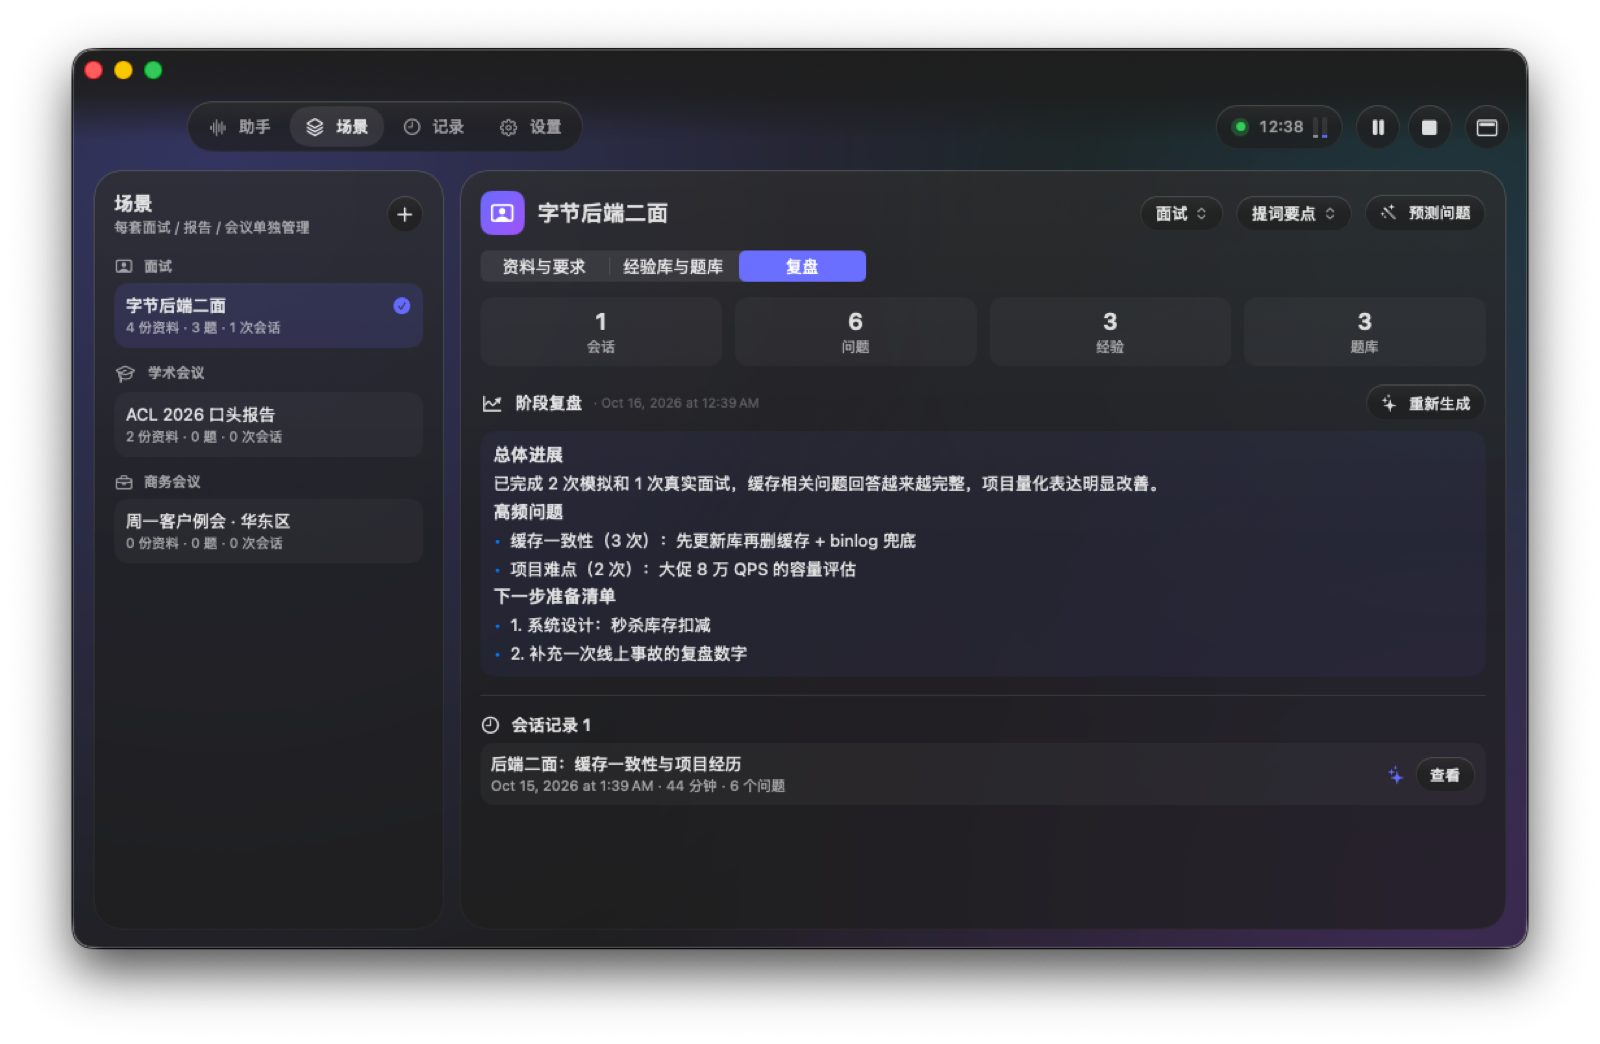 助手
场景
记录
设置
12:38
场景
每套面试 / 报告 / 会议单独管理
面试
字节后端二面
4 份资料 · 3 题 · 1 次会话
学术会议
ACL 2026 口头报告
2 份资料 · 0 题 · 0 次会话
商务会议
周一客户例会 · 华东区
0 份资料 · 0 题 · 0 次会话
字节后端二面
面试
提词要点
预测问题
资料与要求
经验库与题库
复盘
1
会话
6
问题
3
经验
3
题库
阶段复盘 · Oct 16, 2026 at 12:39 AM
重新生成
总体进展
已完成 2 次模拟和 1 次真实面试，缓存相关问题回答越来越完整，项目量化表达明显改善。
高频问题
• 缓存一致性（3 次）：先更新库再删缓存 + binlog 兜底
• 项目难点（2 次）：大促 8 万 QPS 的容量评估
下一步准备清单
• 1. 系统设计：秒杀库存扣减
• 2. 补充一次线上事故的复盘数字
会话记录 1
后端二面：缓存一致性与项目经历
Oct 15, 2026 at 1:39 AM · 44 分钟 · 6 个问题
查看